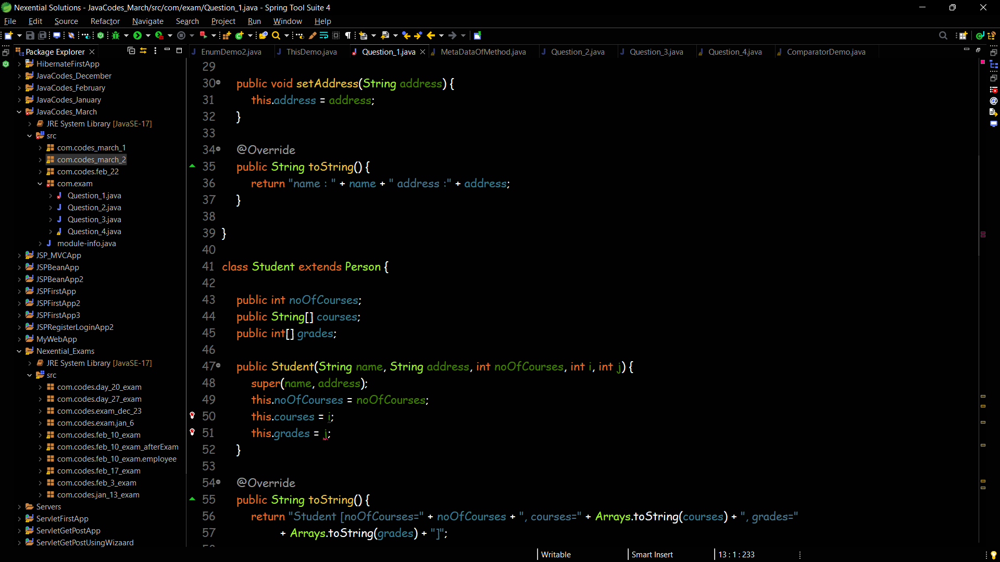 Nexential Solutions - JavaCodes_March/src/com/exam/Question_1.java - Spring Tool Suite 4
File Edit Source Refactor Navigate Search Project Run Window Help
Package Explorer
EnumDemo2.java ThisDemo.java Question_1.java MetaDataOfMethod.java Question_2.java Question_3.java Question_4.java ComparatorDemo.java
HibernateFirstApp
JavaCodes_December
JavaCodes_February
JavaCodes_January
JavaCodes_March
JRE System Library [JavaSE-17]
src
com.codes_march_1
com.codes_march_2
com.codes.feb_22
com.exam
Question_1.java
Question_2.java
Question_3.java
Question_4.java
module-info.java
JSP_MVCApp
JSPBeanApp
JSPBeanApp2
JSPFirstApp
JSPFirstApp2
JSPFirstApp3
JSPRegisterLoginApp2
MyWebApp
Nexential_Exams
JRE System Library [JavaSE-17]
src
com.codes.day_20_exam
com.codes.day_27_exam
com.codes.exam_dec_23
com.codes.exam.jan_6
com.codes.feb_10_exam
com.codes.feb_10_exam_afterExam
com.codes.feb_10_exam.employee
com.codes.feb_17_exam
com.codes.feb_3_exam
com.codes.jan_13_exam
Servers
ServletFirstApp
ServletGetPostApp
ServletGetPostUsingWizaard
29
30 public void setAddress(String address) {
31 this.address = address;
32 }
33
34 @Override
35 public String toString() {
36 return "name : " + name + " address :" + address;
37 }
38
39 }
40
41 class Student extends Person {
42
43 public int noOfCourses;
44 public String[] courses;
45 public int[] grades;
46
47 public Student(String name, String address, int noOfCourses, int i, int j) {
48 super(name, address);
49 this.noOfCourses = noOfCourses;
50 this.courses = i;
51 this.grades = j;
52 }
53
54 @Override
55 public String toString() {
56 return "Student [noOfCourses=" + noOfCourses + ", courses=" + Arrays.toString(courses) + ", grades="
57 + Arrays.toString(grades) + "]";
Writable Smart Insert 13 : 1 : 233